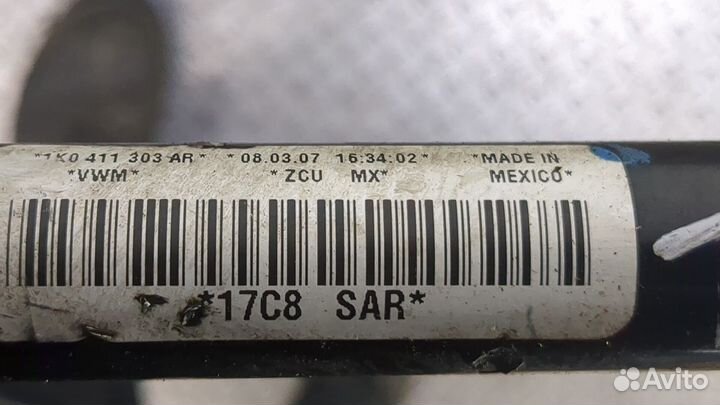 *1K0 411 303 AR* *08.03.07 16:34:02* *MADE IN
*VWM* *ZCU MX* MEXICO*
*17C8 SAR*
Avito